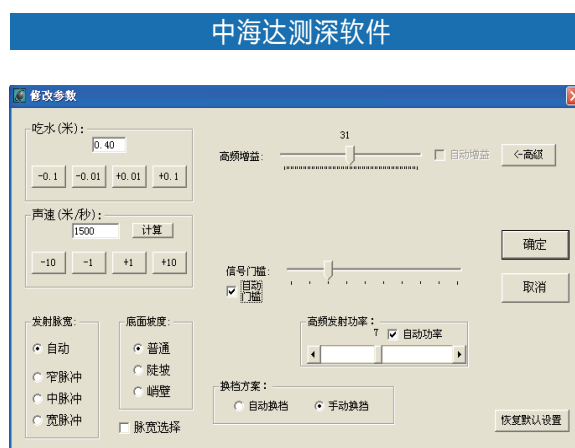 中海达测深软件
修改参数
吃水(米):
0.40
-0.1 -0.01 +0.01 +0.1
声速(米/秒):
1500 计算
-10 -1 +1 +10
发射脉宽:
自动
窄脉冲
中脉冲
宽脉冲
底面坡度:
普通
陡坡
峭壁
脉宽选择
31
高频增益: 自动增益 <-高级
信号门槛:
自动
门槛
高频发射功率:
7 自动功率
换档方案:
自动换档 手动换挡
确定
取消
恢复默认设置